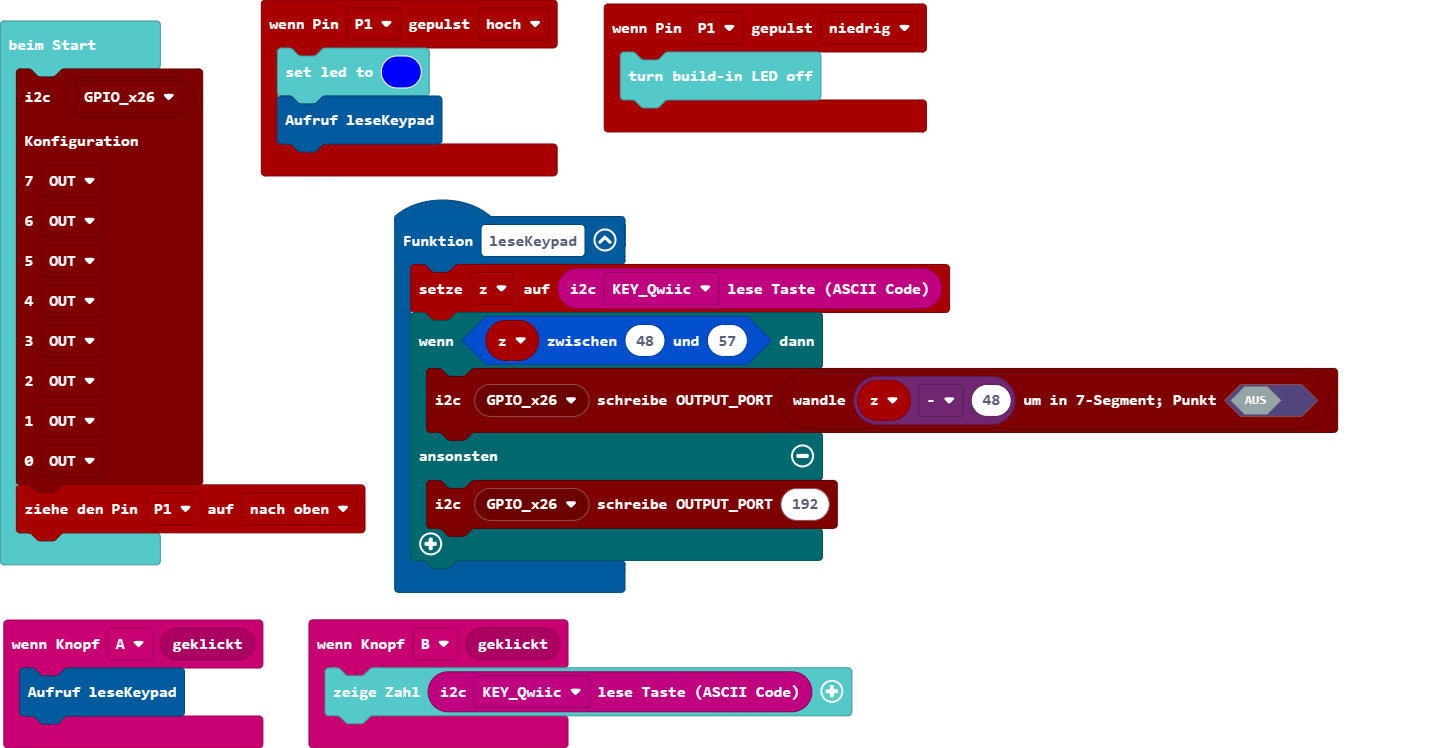 beim Start
i2c GPIO_x26
Konfiguration
7 OUT
6 OUT
5 OUT
4 OUT
3 OUT
2 OUT
1 OUT
0 OUT
ziehe den Pin P1 auf nach oben
wenn Pin P1 gepulst hoch
set led to
Aufruf leseKeypad
wenn Pin P1 gepulst niedrig
turn build-in LED off
Funktion leseKeypad
setze z auf i2c KEY_Qwiic lese Taste (ASCII Code)
wenn z zwischen 48 und 57 dann
i2c GPIO_x26 schreibe OUTPUT_PORT wandle z - 48 um in 7-Segment; Punkt AUS
ansonsten
i2c GPIO_x26 schreibe OUTPUT_PORT 192
wenn Knopf A geklickt
Aufruf leseKeypad
wenn Knopf B geklickt
zeige Zahl i2c KEY_Qwiic lese Taste (ASCII Code)